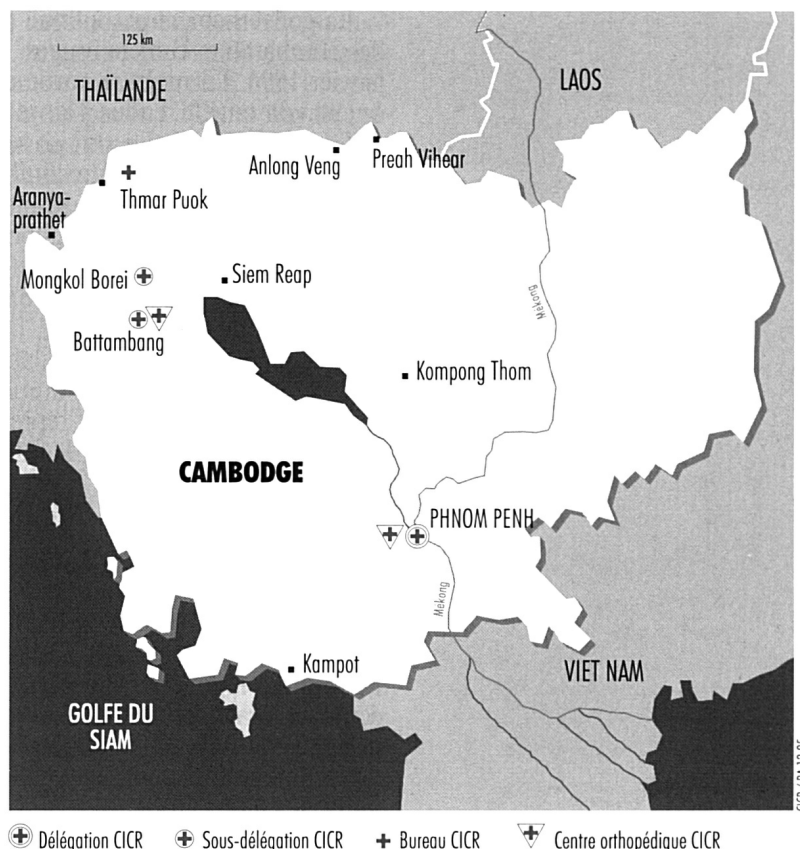 125 km
THAÏLANDE
LAOS
Anlong Veng
Preah Vihear
Thmar Puok
Aranya-
prathet
Mongkol Borei
Siem Reap
Battambang
Mekong
Kompong Thom
CAMBODGE
PHNOM PENH
Mekong
Kampot
VIET NAM
GOLFE DU
SIAM
Délégation CICR
Sous-délégation CICR
Bureau CICR
Centre orthopédique CICR